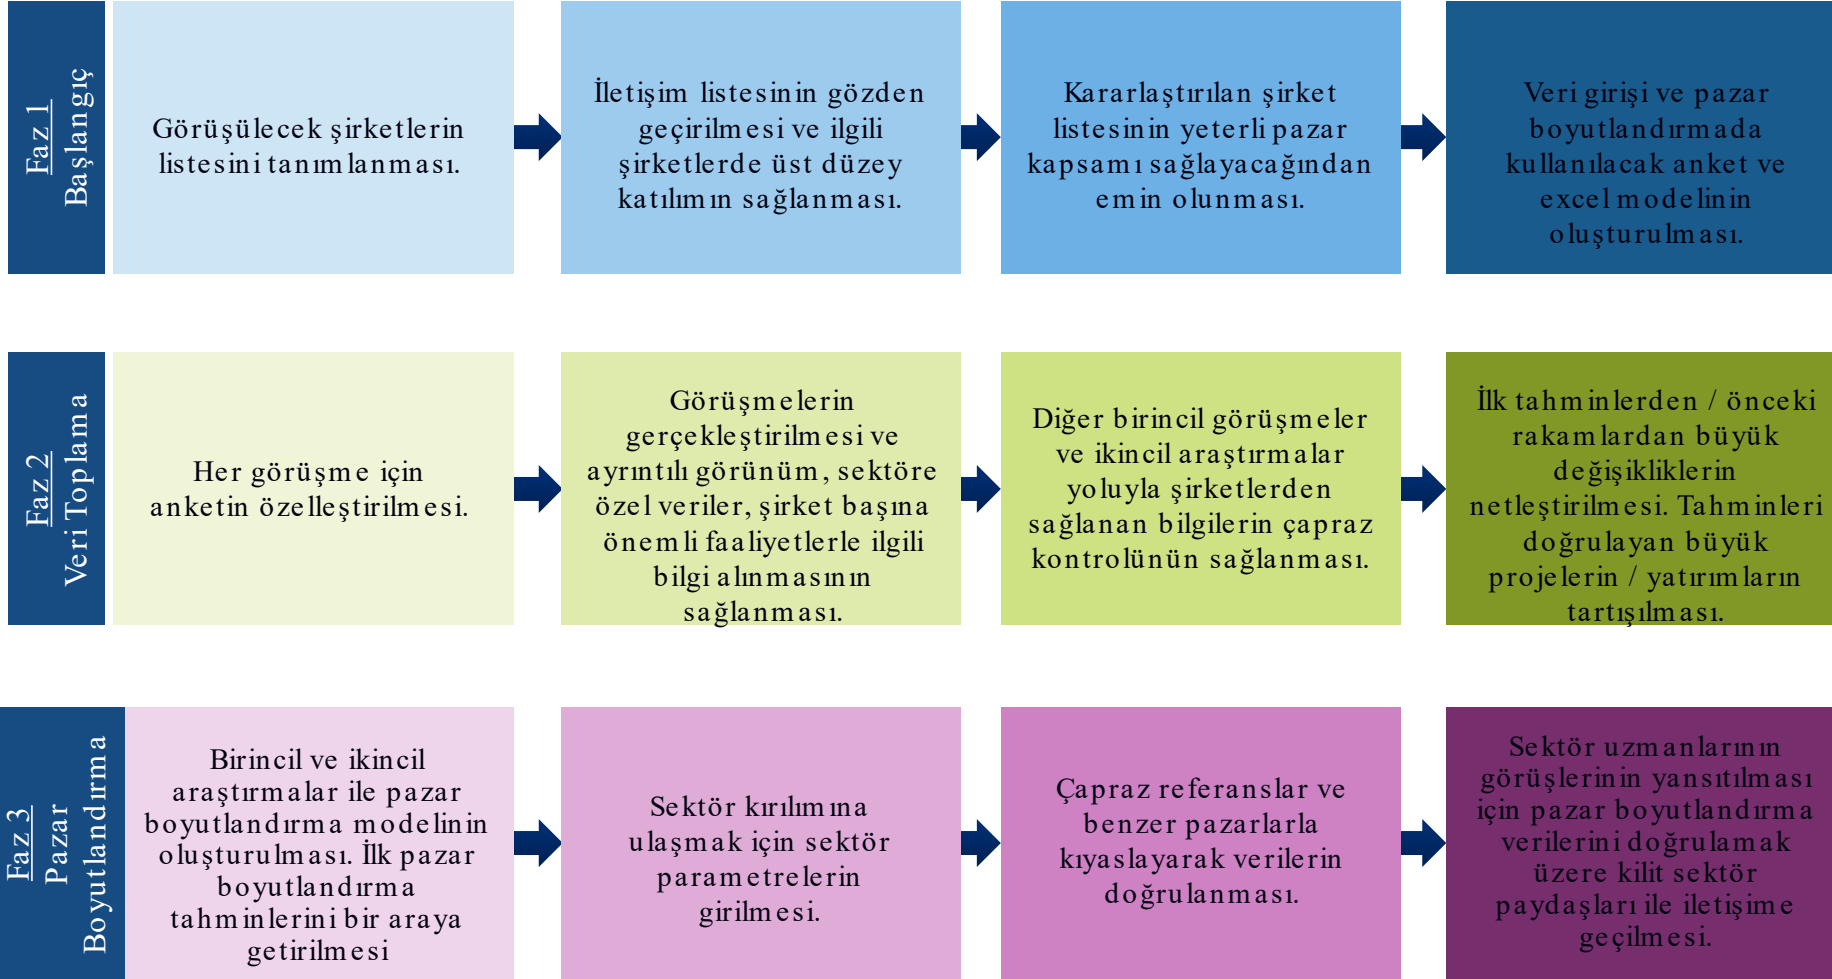 Faz 1
Başlangıç
Görüşülecek şirketlerin
listesini tanımlanması.
İletişim listesinin gözden
geçirilmesi ve ilgili
şirketlerde üst düzey
katılımın sağlanması.
Kararlaştırılan şirket
listesinin yeterli pazar
kapsamı sağlayacağından
emin olunması.
Veri girişi ve pazar
boyutlandırmada
kullanılacak anket ve
excel modelinin
oluşturulması.
Faz 2
Veri Toplama
Her görüşme için
anketin özelleştirilmesi.
Görüşmelerin
gerçekleştirilmesi ve
ayrıntılı görünüm, sektöre
özel veriler, şirket başına
önemli faaliyetlerle ilgili
bilgi alınmasının
sağlanması.
Diğer birincil görüşmeler
ve ikincil araştırmalar
yoluyla şirketlerden
sağlanan bilgilerin çapraz
kontrolünün sağlanması.
İlk tahminlerden / önceki
rakamlardan büyük
değişikliklerin
netleştirilmesi. Tahminleri
doğrulayan büyük
projelerin / yatırımların
tartışılması.
Faz 3
Pazar
Boyutlandırma
Birincil ve ikincil
araştırmalar ile pazar
boyutlandırma modelinin
oluşturulması. İlk pazar
boyutlandırma
tahminlerini bir araya
getirilmesi
Sektör kırılımına
ulaşmak için sektör
parametrelerin
girilmesi.
Çapraz referanslar ve
benzer pazarlarla
kıyaslayarak verilerin
doğrulanması.
Sektör uzmanlarının
görüşlerinin yansıtılması
için pazar boyutlandırma
verilerini doğrulamak
üzere kilit sektör
paydaşları ile iletişime
geçilmesi.